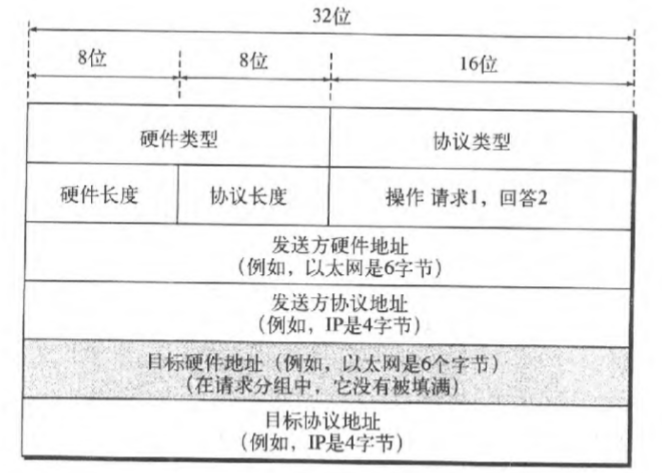 32位
8位 8位 16位
硬件类型 协议类型
硬件长度 协议长度 操作 请求1，回答2
发送方硬件地址
（例如，以太网是6字节）
发送方协议地址
（例如，IP是4字节）
目标硬件地址（例如，以太网是6个字节）
（在请求分组中，它没有被填满）
目标协议地址
（例如，IP是4字节）